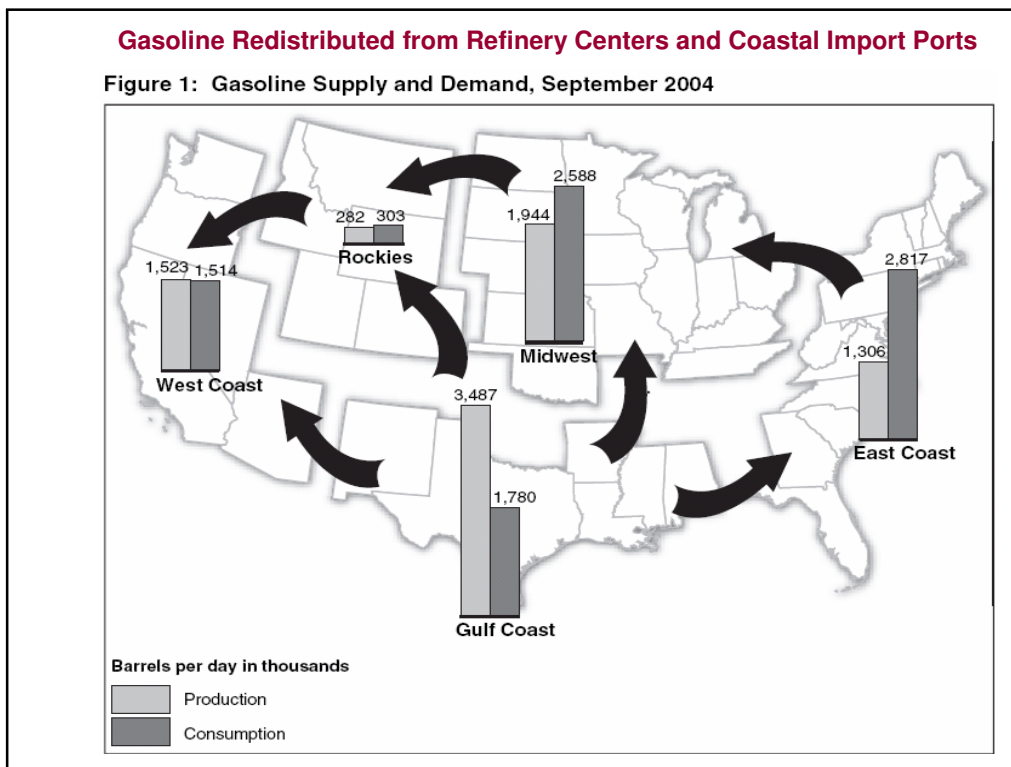 Gasoline Redistributed from Refinery Centers and Coastal Import Ports
Figure 1:  Gasoline Supply and Demand, September 2004
2,588
282 303
1,944
Rockies
1,523 1,514
2,817
Midwest
1,306
West Coast
3,487
East Coast
1,780
Gulf Coast
Barrels per day in thousands
Production
Consumption